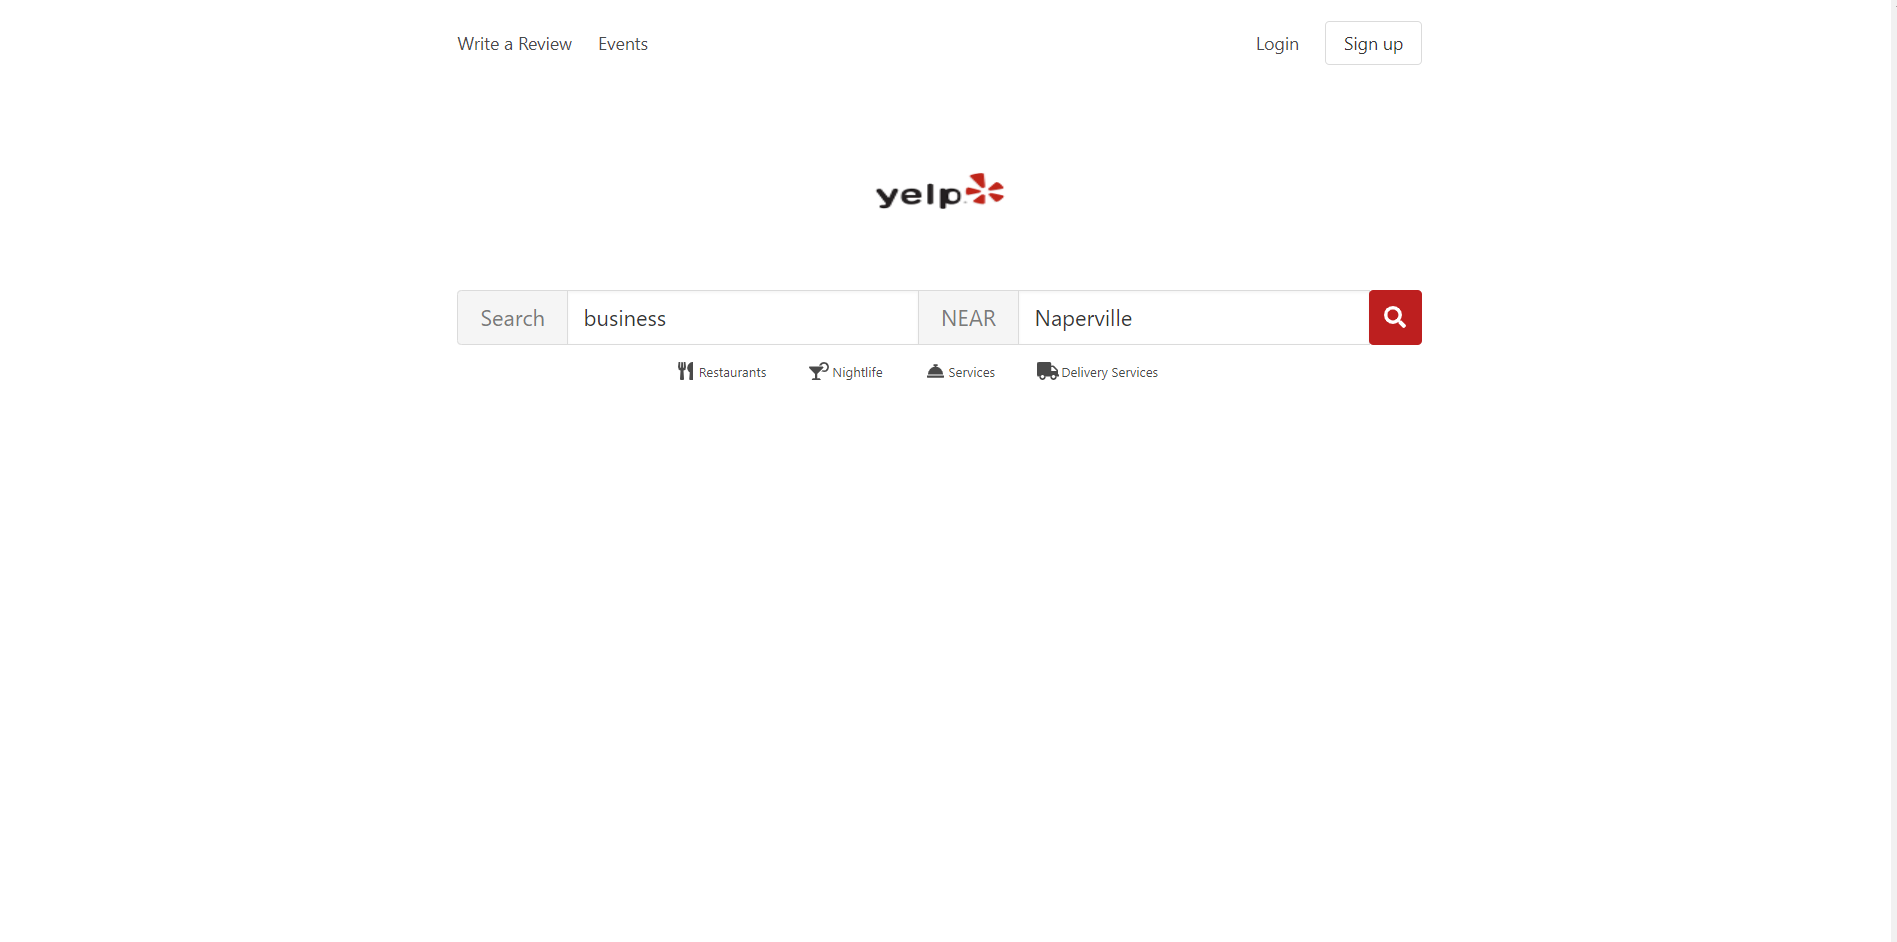 Write a Review Events Login Sign up
yelp
Search business NEAR Naperville
Restaurants Nightlife Services Delivery Services